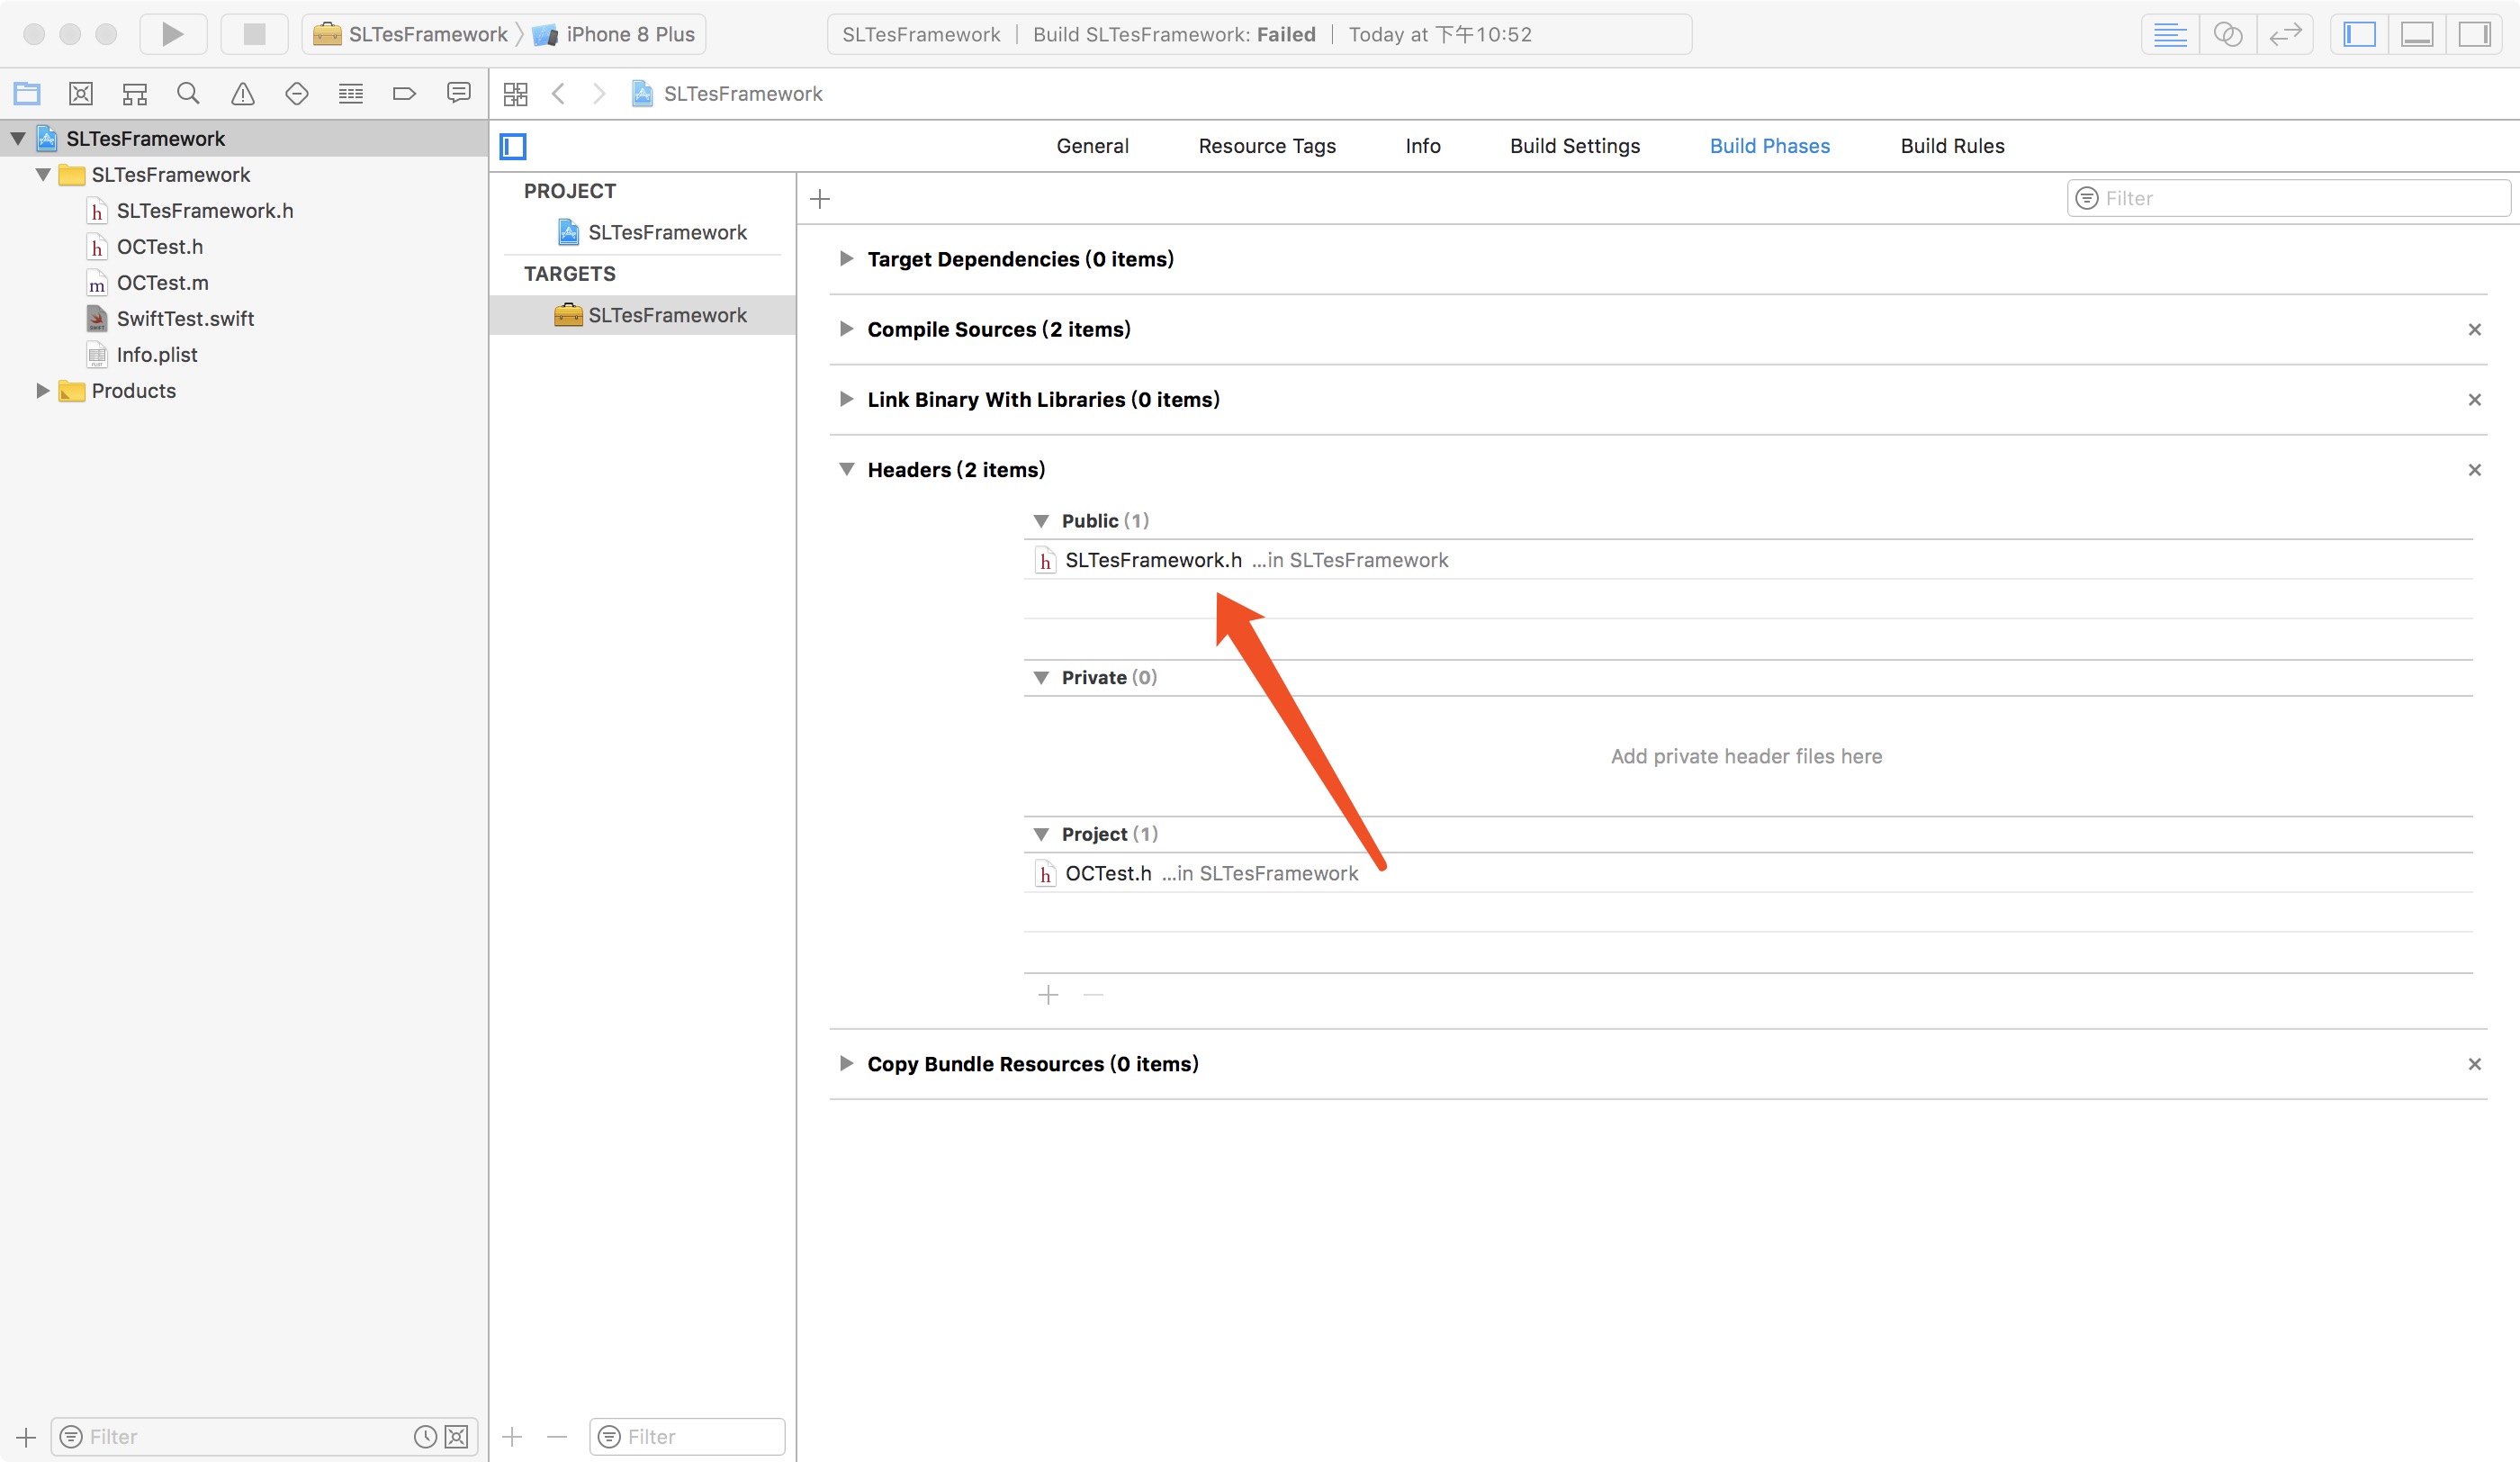 SLTesFramework iPhone 8 Plus SLTesFramework Build SLTesFramework: Failed Today at 下午10:52
SLTesFramework
SLTesFramework
SLTesFramework
SLTesFramework.h
OCTest.h
OCTest.m
SwiftTest.swift
Info.plist
Products
General Resource Tags Info Build Settings Build Phases Build Rules
PROJECT
SLTesFramework
TARGETS
SLTesFramework
Filter
Target Dependencies (0 items)
Compile Sources (2 items)
Link Binary With Libraries (0 items)
Headers (2 items)
Public (1)
SLTesFramework.h ...in SLTesFramework
Private (0)
Add private header files here
Project (1)
OCTest.h ...in SLTesFramework
Copy Bundle Resources (0 items)
Filter
Filter